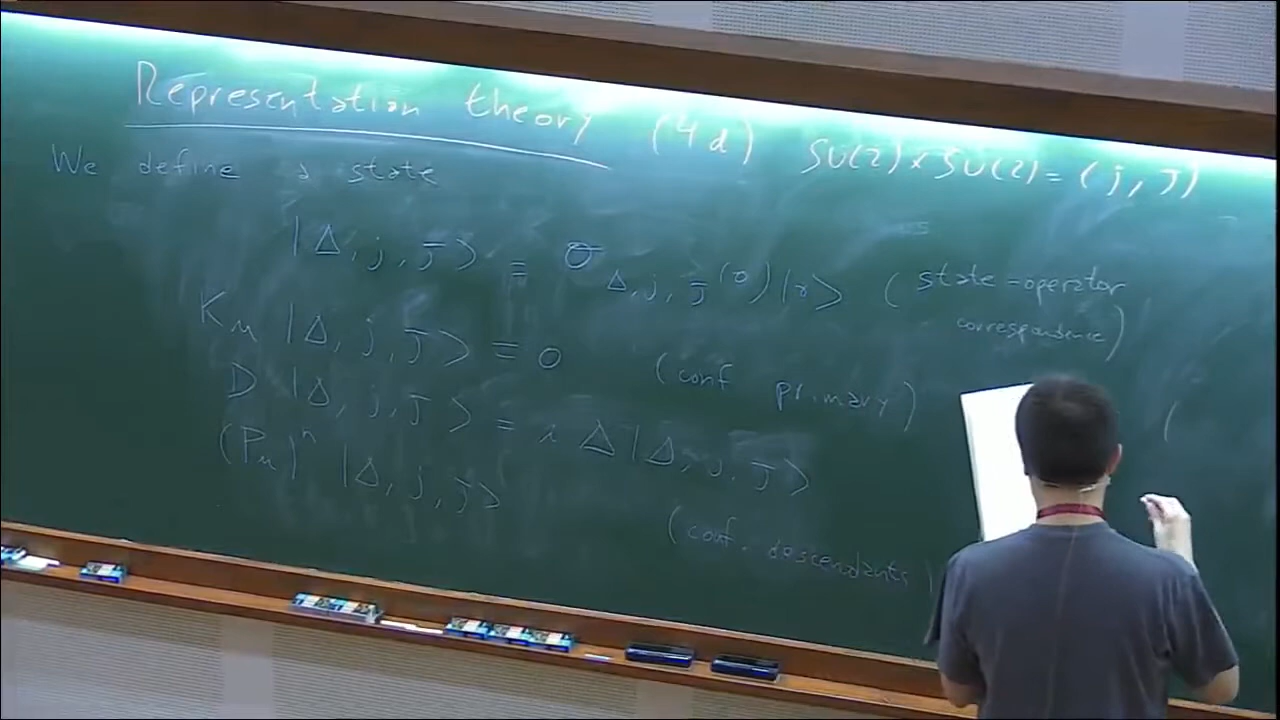 Representation theory (4d) SU(2)×SU(2)=(j, J)
We define a state
|Δ, j, J> ≡ O_{Δ, j, J}(0)|0> (state-operator
correspondence)
K_μ |Δ, j, J> = 0 (conf primary)
D |Δ, j, J> = i Δ |Δ, j, J>
(P_μ)^n |Δ, j, J>
(conf. descendants)
(